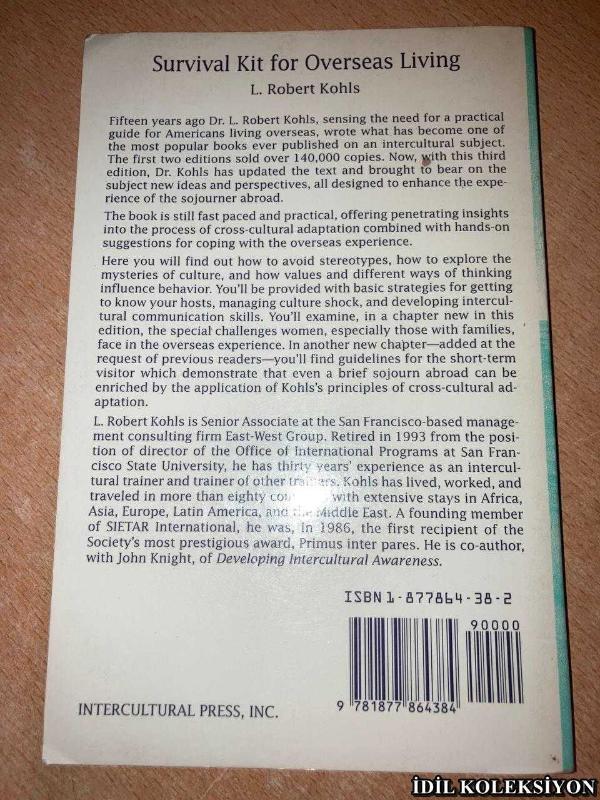 Survival Kit for Overseas Living
L. Robert Kohls
Fifteen years ago Dr. L. Robert Kohls, sensing the need for a practical
guide for Americans living overseas, wrote what has become one of
the most popular books ever published on an intercultural subject.
The first two editions sold over 140,000 copies. Now, with this third
edition, Dr. Kohls has updated the text and brought to bear on the
subject new ideas and perspectives, all designed to enhance the expe-
rience of the sojourner abroad.
The book is still fast paced and practical, offering penetrating insights
into the process of cross-cultural adaptation combined with hands-on
suggestions for coping with the overseas experience.
Here you will find out how to avoid stereotypes, how to explore the
mysteries of culture, and how values and different ways of thinking
influence behavior. You'll be provided with basic strategies for getting
to know your hosts, managing culture shock, and developing intercul-
tural communication skills. You'll examine, in a chapter new in this
edition, the special challenges women, especially those with families,
face in the overseas experience. In another new chapter—added at the
request of previous readers—you'll find guidelines for the short-term
visitor which demonstrate that even a brief sojourn abroad can be
enriched by the application of Kohls's principles of cross-cultural ad-
aptation.
L. Robert Kohls is Senior Associate at the San Francisco-based manage-
ment consulting firm East-West Group. Retired in 1993 from the posi-
tion of director of the Office of International Programs at San Fran-
cisco State University, he has thirty years' experience as an intercul-
tural trainer and trainer of other trainers. Kohls has lived, worked, and
traveled in more than eighty with extensive stays in Africa,
Asia, Europe, Latin America, and the Middle East. A founding member
of SIETAR International, he was, in 1986, the first recipient of the
Society's most prestigious award, Primus inter pares. He is co-author,
with John Knight, of Developing Intercultural Awareness.
ISBN 1-877864-38-2
90000
9 781877 864384
INTERCULTURAL PRESS, INC.
İDİL KOLEKSİYON